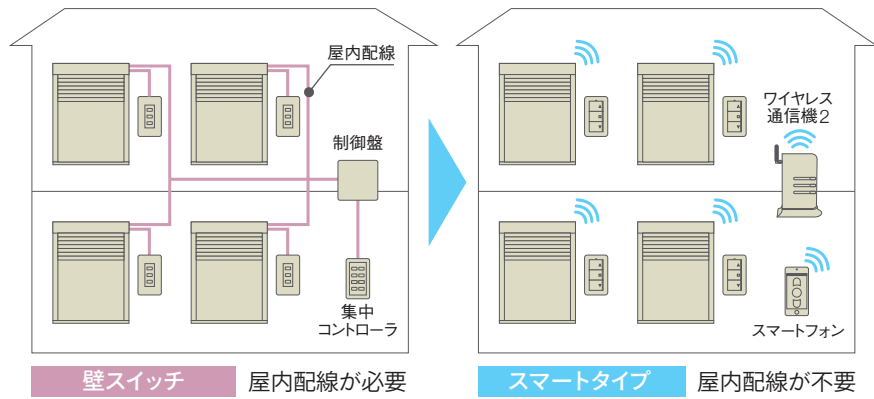 屋内配線
制御盤
集中
コントローラ
壁スイッチ
屋内配線が必要
ワイヤレス
通信機2
スマートフォン
スマートタイプ
屋内配線が不要